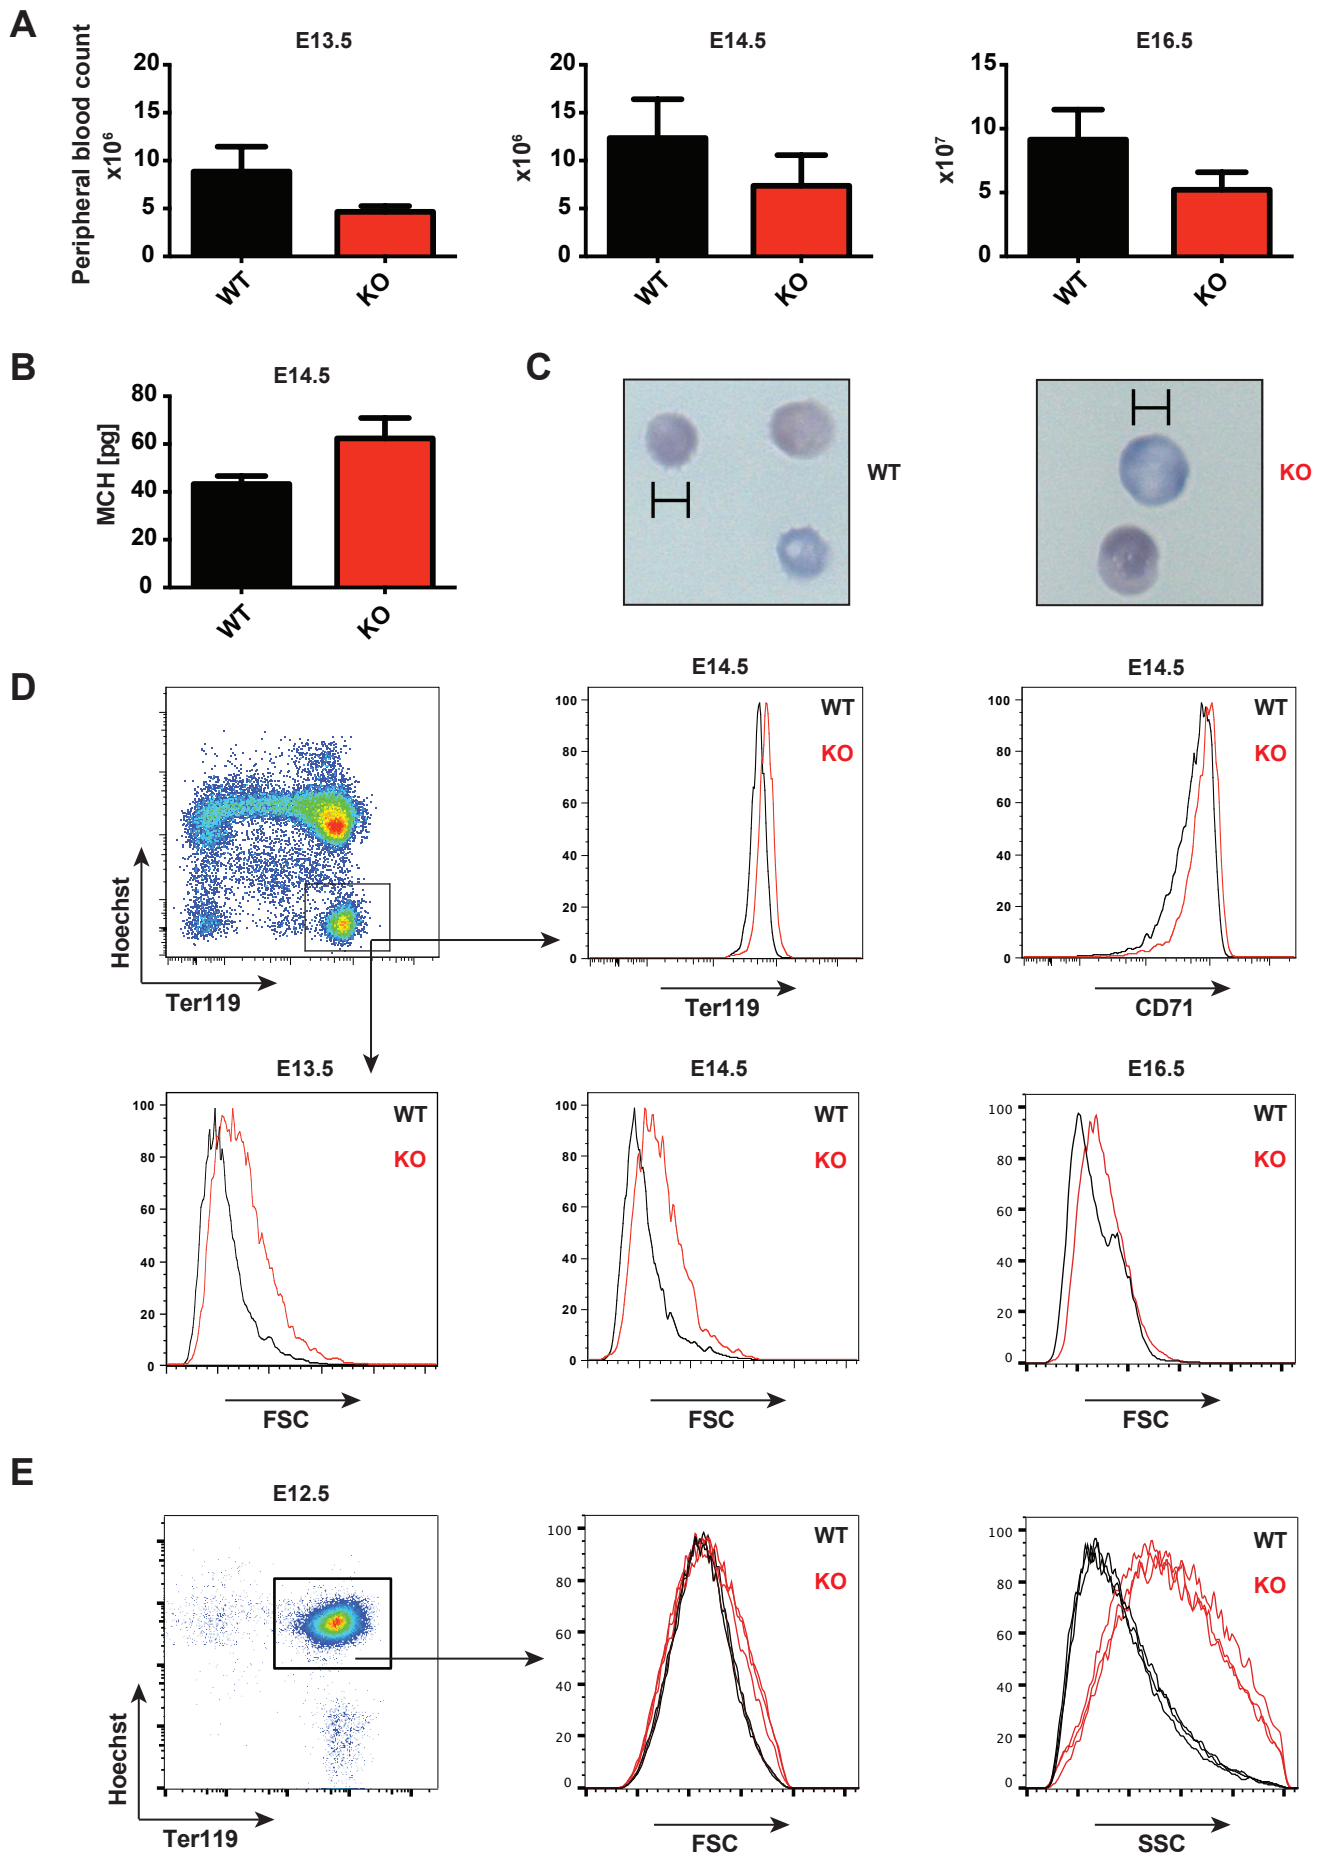 A
E13.5
E14.5
E16.5
Peripheral blood count
x10⁶
20
15
10
5
0
WT
KO
x10⁶
20
15
10
5
0
WT
KO
x10⁷
15
10
5
0
WT
KO
B
E14.5
MCH [pg]
80
60
40
20
0
WT
KO
C
WT
KO
D
Hoechst
Ter119
E14.5
100
80
60
40
20
0
WT
KO
Ter119
E14.5
100
80
60
40
20
0
WT
KO
CD71
E13.5
100
80
60
40
20
0
WT
KO
FSC
E14.5
100
80
60
40
20
0
WT
KO
FSC
E16.5
100
80
60
40
20
0
WT
KO
FSC
E
E12.5
Hoechst
Ter119
100
80
60
40
20
0
WT
KO
FSC
100
80
60
40
20
0
WT
KO
SSC